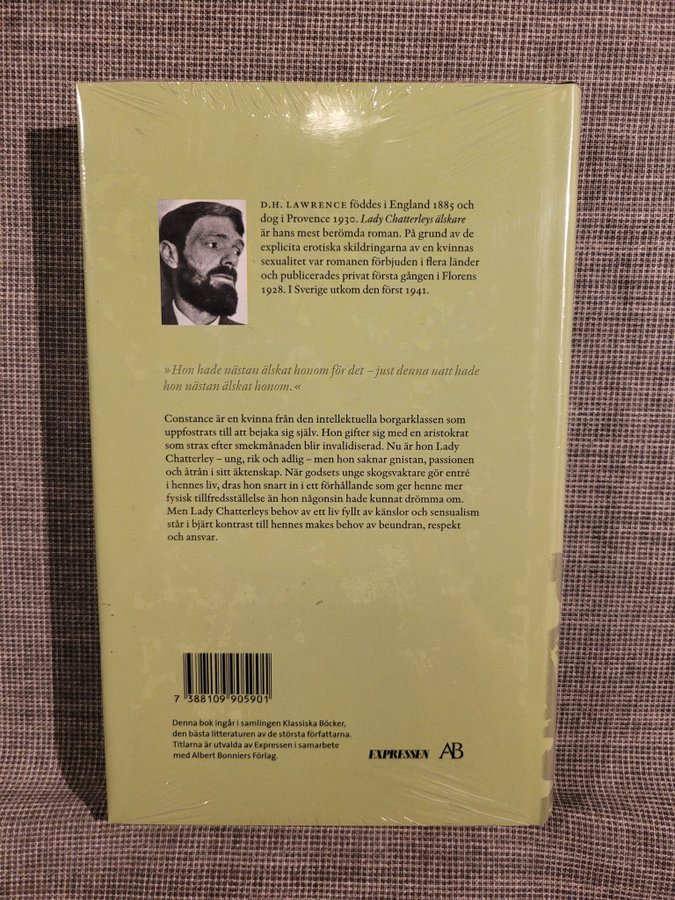 D.H. LAWRENCE föddes i England 1885 och
dog i Provence 1930. Lady Chatterleys älskare
är hans mest berömda roman. På grund av de
explicita erotiska skildringarna av en kvinnas
sexualitet var romanen förbjuden i flera länder
och publicerades privat första gången i Florens
1928. I Sverige utkom den först 1941.
»Hon hade nästan älskat honom för det – just denna natt hade
hon nästan älskat honom.«
Constance är en kvinna från den intellektuella borgarklassen som
uppfostrats till att bejaka sig själv. Hon gifter sig med en aristokrat
som strax efter smekmånaden blir invalidiserad. Nu är hon Lady
Chatterley – ung, rik och adlig – men hon saknar gnistan, passionen
och åtrån i sitt äktenskap. När godsets unge skogsvaktare gör entré
i hennes liv, dras hon snart in i ett förhållande som ger henne mer
fysisk tillfredsställelse än hon någonsin hade kunnat drömma om.
Men Lady Chatterleys behov av ett liv fyllt av känslor och sensualism
står i bjärt kontrast till hennes makes behov av beundran, respekt
och ansvar.
7 388109 905901
Denna bok ingår i samlingen Klassiska Böcker,
den bästa litteraturen av de största författarna.
Titlarna är utvalda av Expressen i samarbete
med Albert Bonniers Förlag.
EXPRESSEN AB